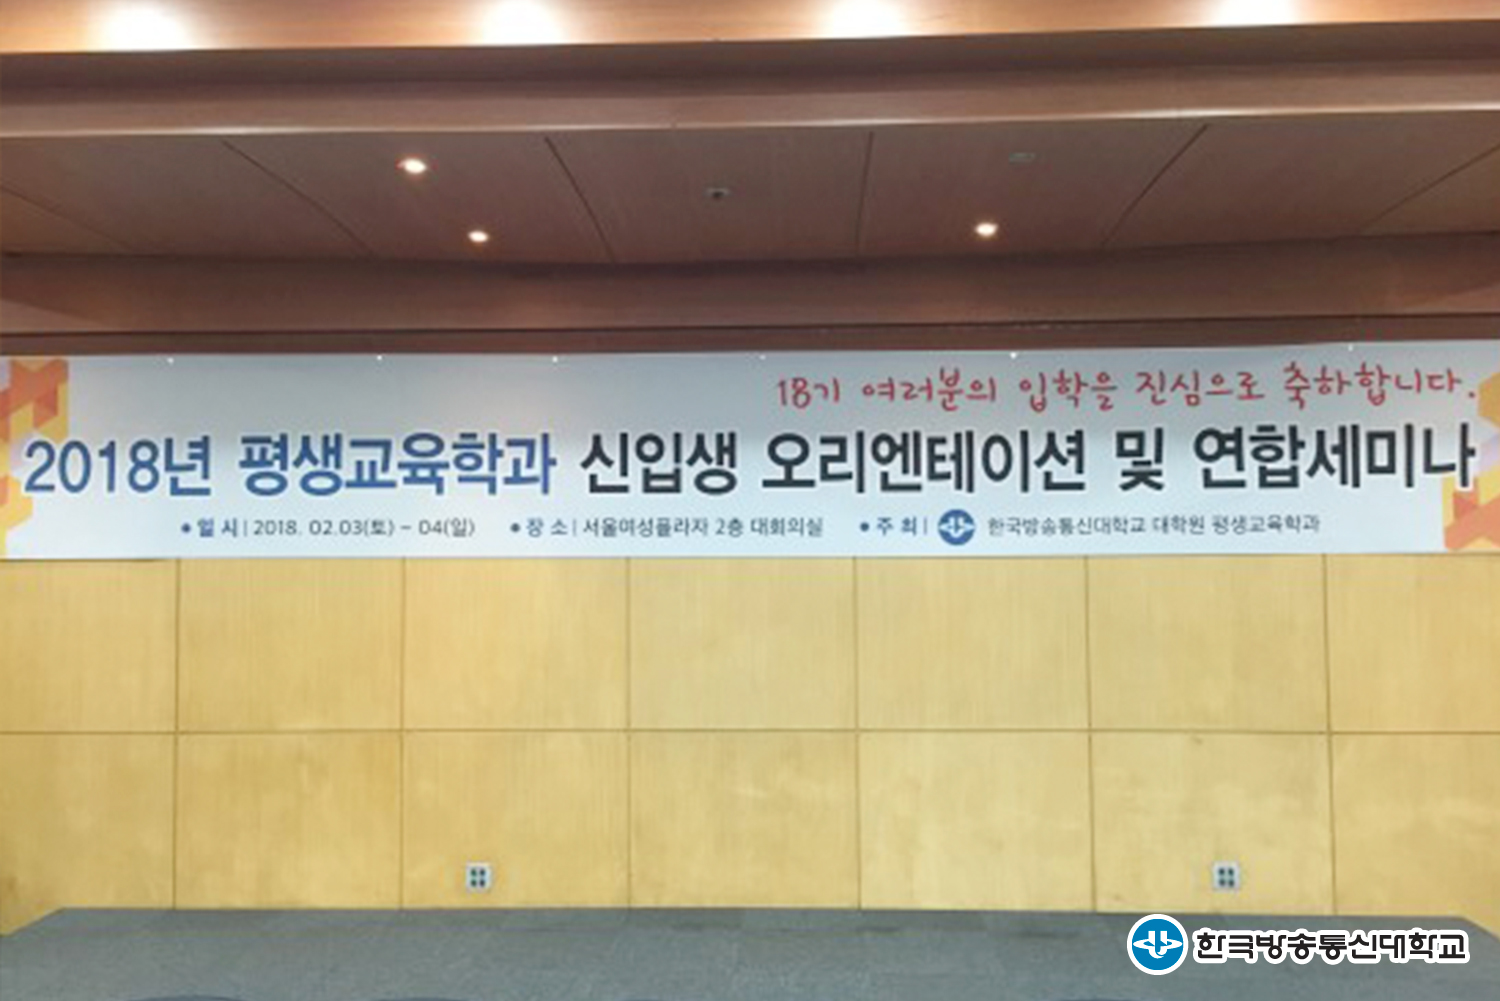 18기 여러분의 입학을 진심으로 축하합니다.
2018년 평생교육학과 신입생 오리엔테이션 및 연합세미나
• 일 시 | 2018. 02.03(토) - 04(일) • 장 소 | 서울여성플라자 2층 대회의실 • 주 최 | 한국방송통신대학교 대학원 평생교육학과
한국방송통신대학교